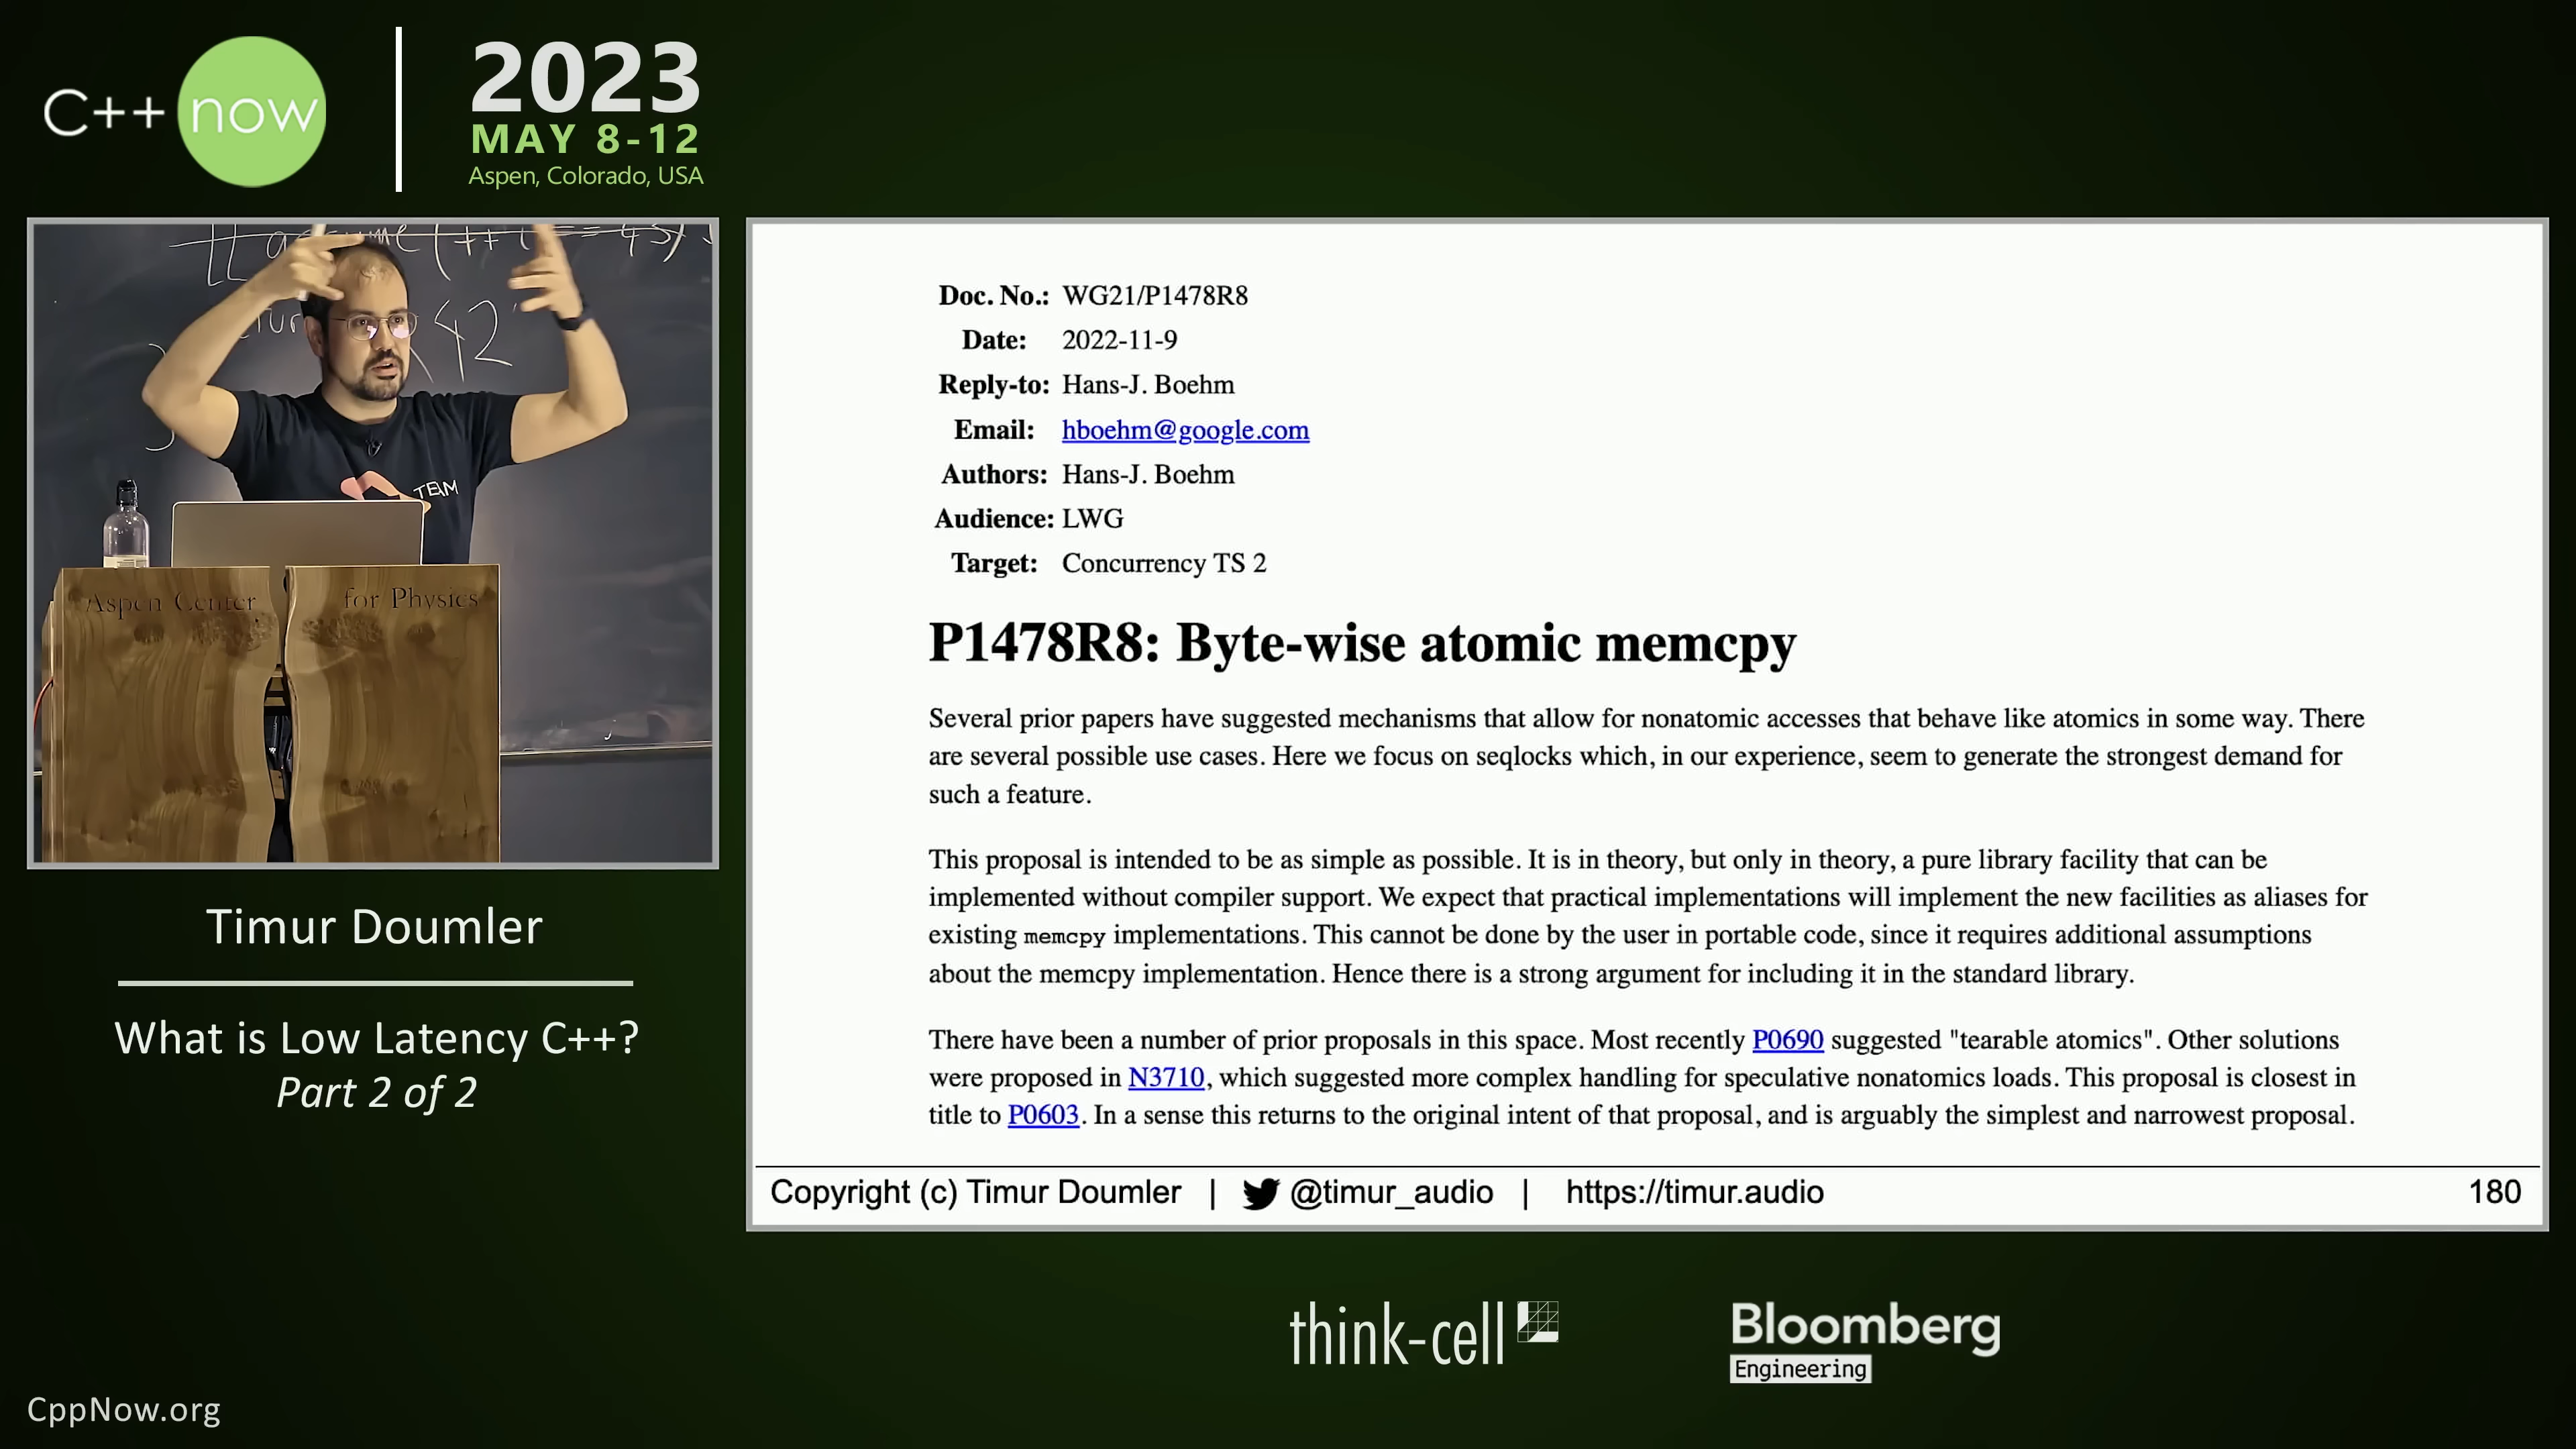 C++ now
2023
MAY 8-12
Aspen, Colorado, USA
42
TEAM
Aspen Center for Physics
Timur Doumler
What is Low Latency C++?
Part 2 of 2
Doc. No.: WG21/P1478R8
Date: 2022-11-9
Reply-to: Hans-J. Boehm
Email: hboehm@google.com
Authors: Hans-J. Boehm
Audience: LWG
Target: Concurrency TS 2
P1478R8: Byte-wise atomic memcpy
Several prior papers have suggested mechanisms that allow for nonatomic accesses that behave like atomics in some way. There
are several possible use cases. Here we focus on seqlocks which, in our experience, seem to generate the strongest demand for
such a feature.
This proposal is intended to be as simple as possible. It is in theory, but only in theory, a pure library facility that can be
implemented without compiler support. We expect that practical implementations will implement the new facilities as aliases for
existing memcpy implementations. This cannot be done by the user in portable code, since it requires additional assumptions
about the memcpy implementation. Hence there is a strong argument for including it in the standard library.
There have been a number of prior proposals in this space. Most recently P0690 suggested "tearable atomics". Other solutions
were proposed in N3710, which suggested more complex handling for speculative nonatomics loads. This proposal is closest in
title to P0603. In a sense this returns to the original intent of that proposal, and is arguably the simplest and narrowest proposal.
Copyright (c) Timur Doumler | @timur_audio | https://timur.audio 180
think-cell
Bloomberg
Engineering
CppNow.org